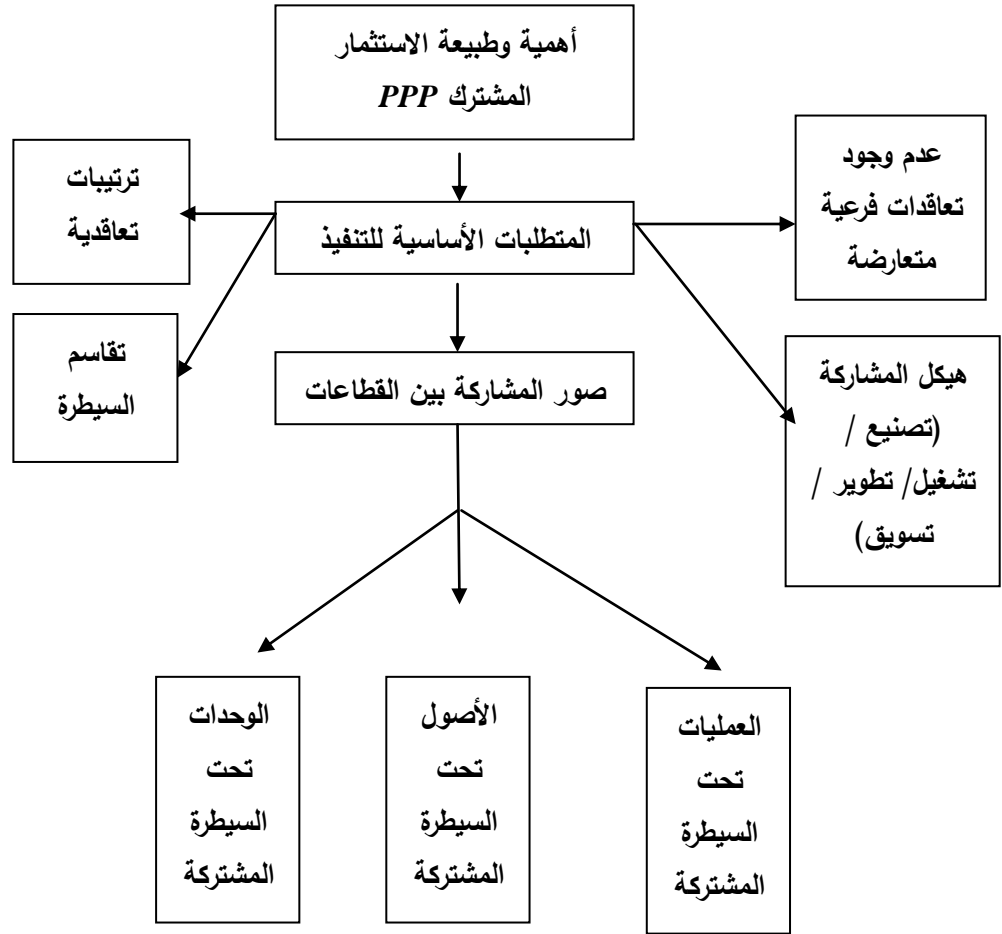 أهمية وطبيعة الاستثمار
المشترك PPP
عدم وجود
تعاقدات فرعية
متعارضة
ترتيبات
تعاقدية
المتطلبات الأساسية للتنفيذ
هيكل المشاركة
(تصنيع /
تشغيل/ تطوير /
تسويق)
تقاسم
السيطرة
صور المشاركة بين القطاعات
العمليات
تحت
السيطرة
المشتركة
الأصول
تحت
السيطرة
المشتركة
الوحدات
تحت
السيطرة
المشتركة